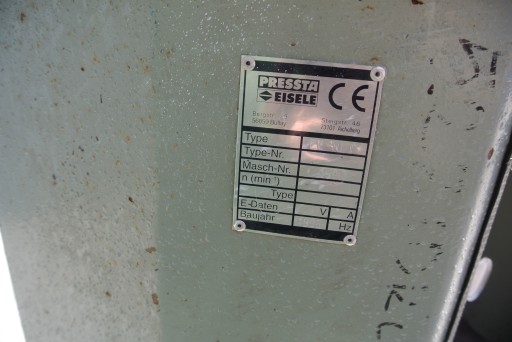 PRESSTA
EISELE CE
Type
Type-Nr.
Masch-Nr.
n (min⁻¹)
Type
E-Daten V A
Baujahr Hz